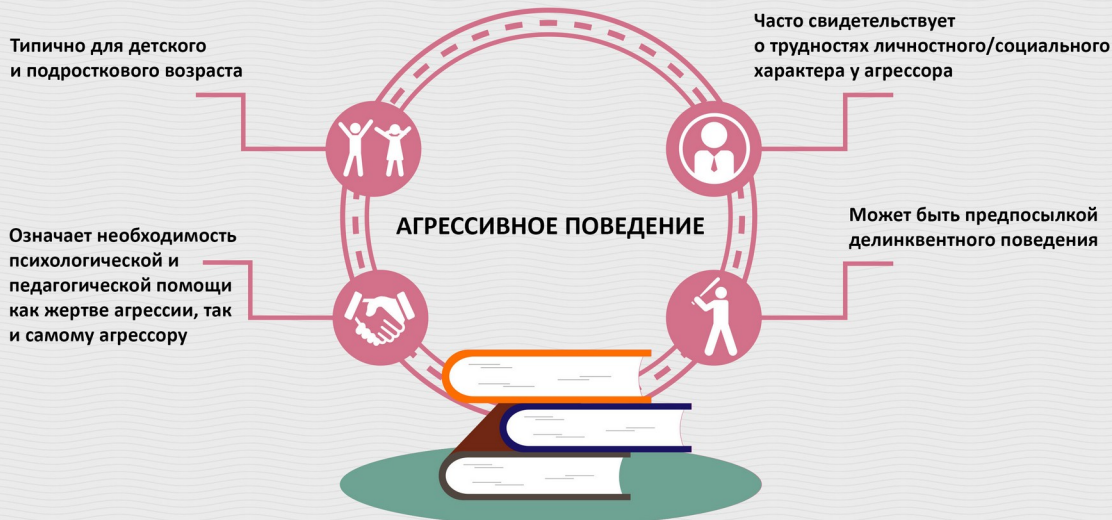 Типично для детского
и подросткового возраста
Часто свидетельствует
о трудностях личностного/социального
характера у агрессора
АГРЕССИВНОЕ ПОВЕДЕНИЕ
Означает необходимость
психологической и
педагогической помощи
как жертве агрессии, так
и самому агрессору
Может быть предпосылкой
делинквентного поведения